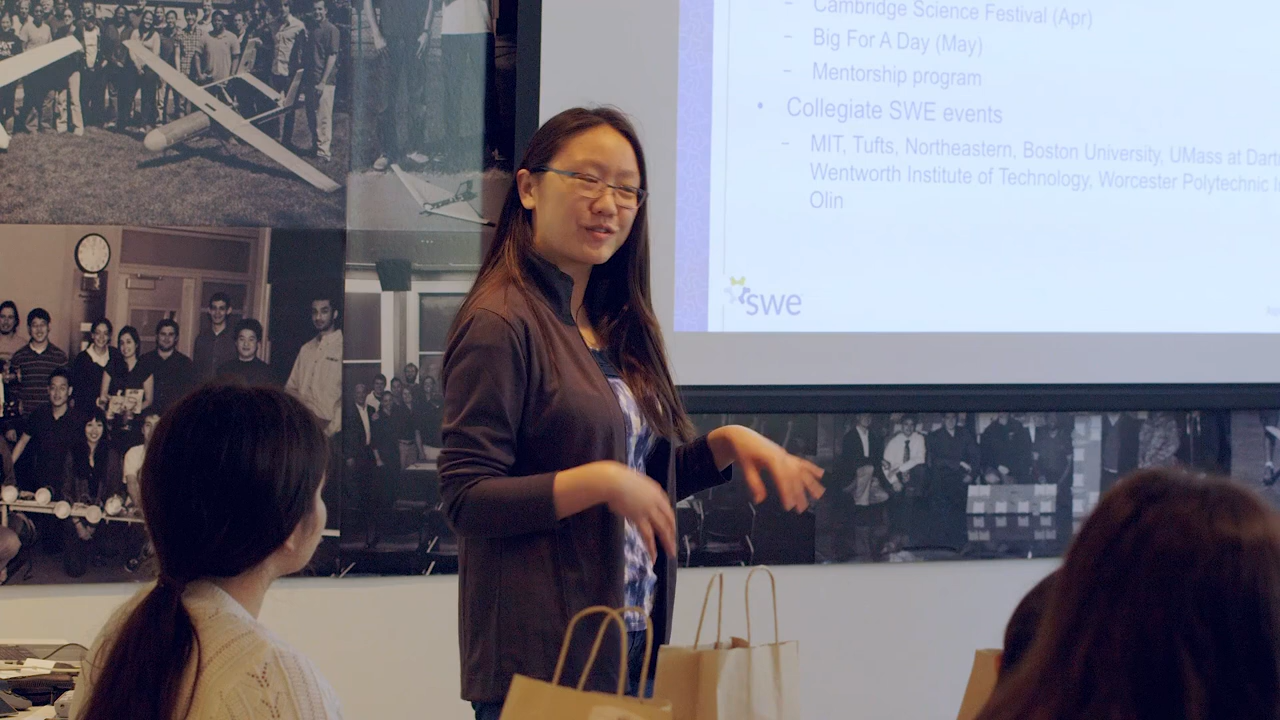 - Cambridge Science Festival (Apr)
- Big For A Day (May)
- Mentorship program
• Collegiate SWE events
- MIT, Tufts, Northeastern, Boston University, UMass at Dart
Wentworth Institute of Technology, Worcester Polytechnic
Olin
swe